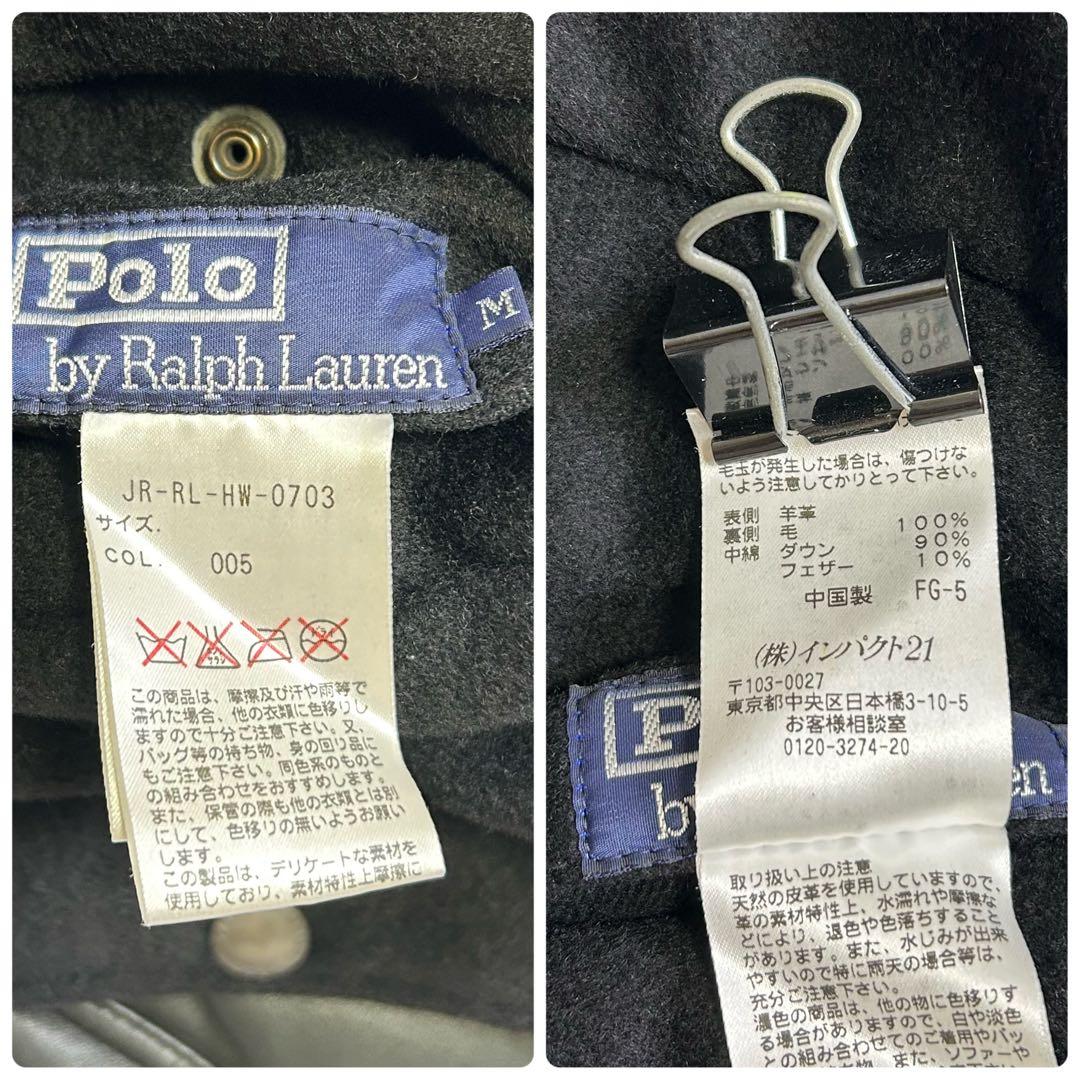 Polo
by Ralph Lauren
M
JR-RL-HW-0703
サイズ.
COL. 005
この商品は、摩擦及び汗や雨等で
濡れた場合、他の衣類に色移りし
ますので十分ご注意下さい。又、
バッグ等の持ち物、身の回り品に
もご注意下さい。同色系のものと
の組み合わせをおすすめします。
また、保管の際も他の衣類とは別
にして、色移りの無いようお願い
します。
この製品は、デリケートな素材を
使用しており、素材特性上摩擦に
毛玉が発生した場合は、傷つけな
いよう注意してかりとって下さい。
表側 羊革 100%
裏側 毛 90%
中綿 ダウン 10%
フェザー
中国製 FG-5
(株)インパクト21
〒103-0027
東京都中央区日本橋3-10-5
お客様相談室
0120-3274-20
P
by
en
取り扱い上の注意
天然の皮革を使用していますので、
革の素材特性上、水濡れや摩擦な
どにより、退色や色落ちすること
があります。また、水じみが出来
やすいので特に雨天の場合等は、
充分ご注意下さい。
濃色の商品は、他の物に色移りす
る場合がありますので、白や淡色
との組み合わせてのご着用やバッ
また、ソファーや